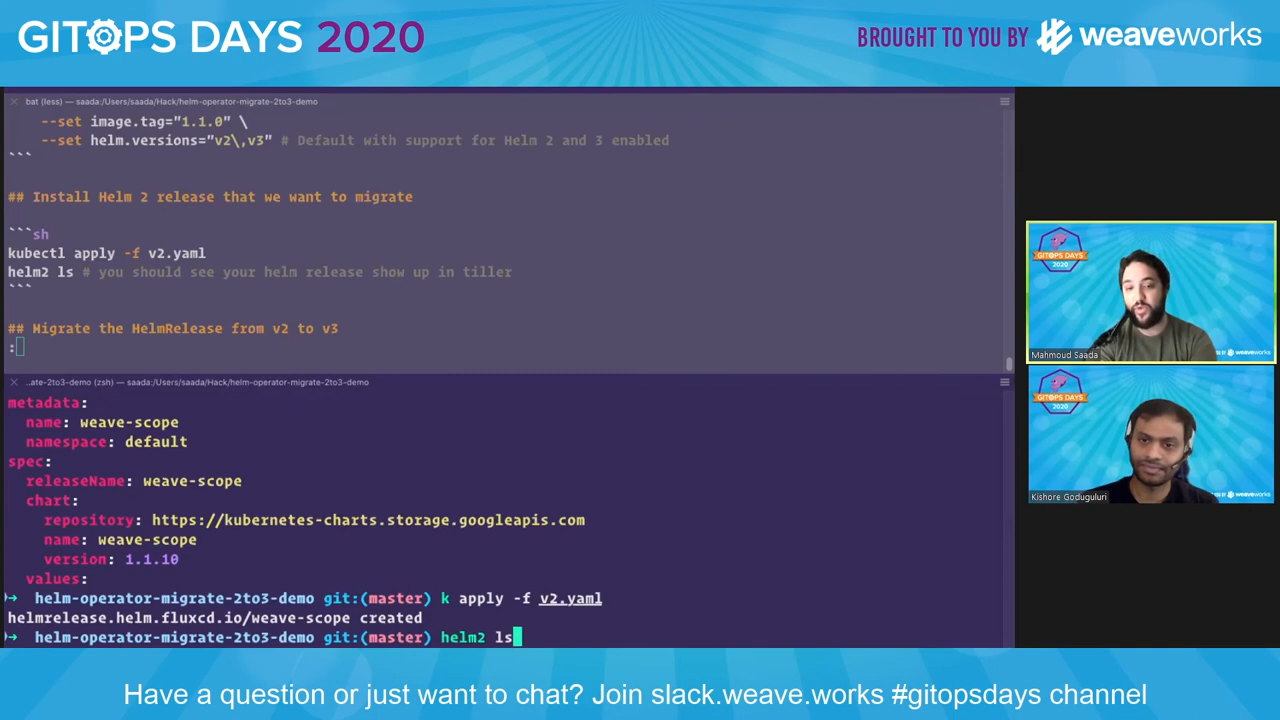 GITOPS DAYS 2020
BROUGHT TO YOU BY weaveworks
bat (less) — saada:/Users/saada/Hack/helm-operator-migrate-2to3-demo
--set image.tag="1.1.0" \
--set helm.versions="v2\,v3" # Default with support for Helm 2 and 3 enabled
```
## Install Helm 2 release that we want to migrate
```sh
kubectl apply -f v2.yaml
helm2 ls # you should see your helm release show up in tiller
```
## Migrate the HelmRelease from v2 to v3
:
..ate-2to3-demo (zsh) — saada:/Users/saada/Hack/helm-operator-migrate-2to3-demo
metadata:
name: weave-scope
namespace: default
spec:
releaseName: weave-scope
chart:
repository: https://kubernetes-charts.storage.googleapis.com
name: weave-scope
version: 1.1.10
values:
➜ helm-operator-migrate-2to3-demo git:(master) k apply -f v2.yaml
helmrelease.helm.fluxcd.io/weave-scope created
➜ helm-operator-migrate-2to3-demo git:(master) helm2 ls
GITOPS DAYS
2020
Mahmoud Saada
weaveworks
GITOPS DAYS
2020
Kishore Goduguluri
weaveworks
Have a question or just want to chat? Join slack.weave.works #gitopsdays channel